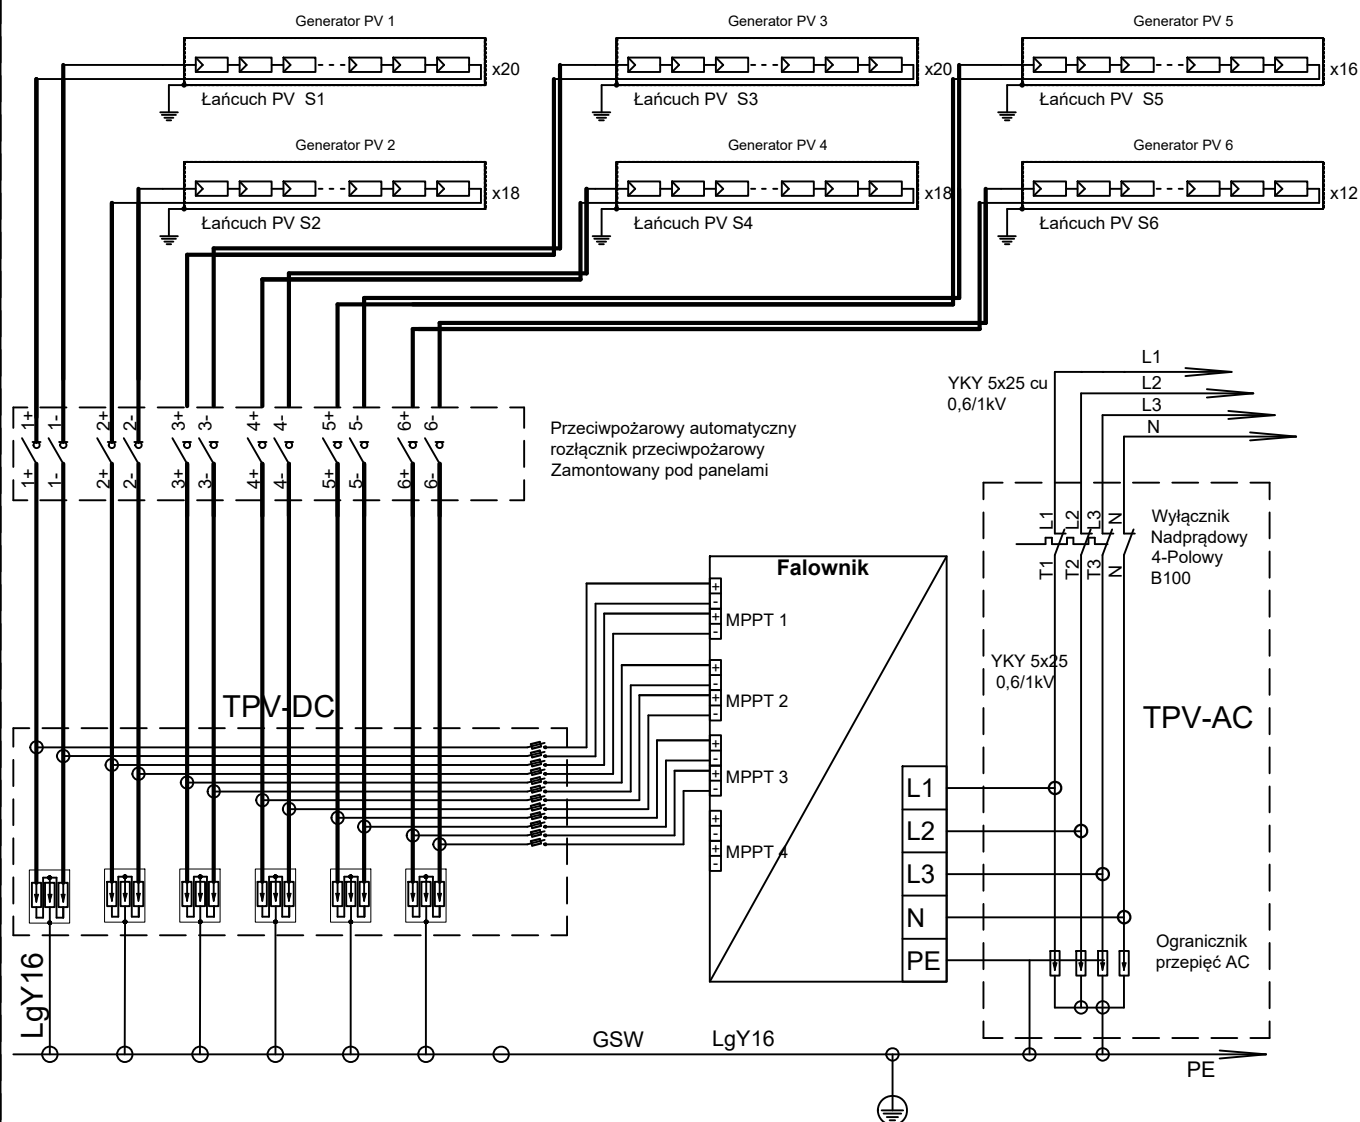 Generator PV 1
Generator PV 3
Generator PV 5
x20
x20
x16
Łańcuch PV  S1
Łańcuch PV  S3
Łańcuch PV  S5
Generator PV 2
Generator PV 4
Generator PV 6
x18
x18
x12
Łańcuch PV S2
Łańcuch PV S4
Łańcuch PV S6
L1
YKY 5x25 cu
0,6/1kV
L2
L3
N
1+ 1- 2+ 2- 3+ 3- 4+ 4- 5+ 5- 6+ 6-
Przeciwpożarowy automatyczny
rozłącznik przeciwpożarowy
Zamontowany pod panelami
1+ 1- 2+ 2- 3+ 3- 4+ 4- 5+ 5- 6+ 6-
L1 L2 L3 N
Wyłącznik
Nadprądowy
4-Polowy
B100
T1 T2 T3 N
Falownik
+
-
+
-
MPPT 1
+
-
+
-
MPPT 2
+
-
+
-
MPPT 3
+
-
+
-
MPPT 4
YKY 5x25
0,6/1kV
TPV-DC
TPV-AC
L1
L2
L3
N
PE
Ogranicznik
przepięć AC
LgY16
GSW
LgY16
PE